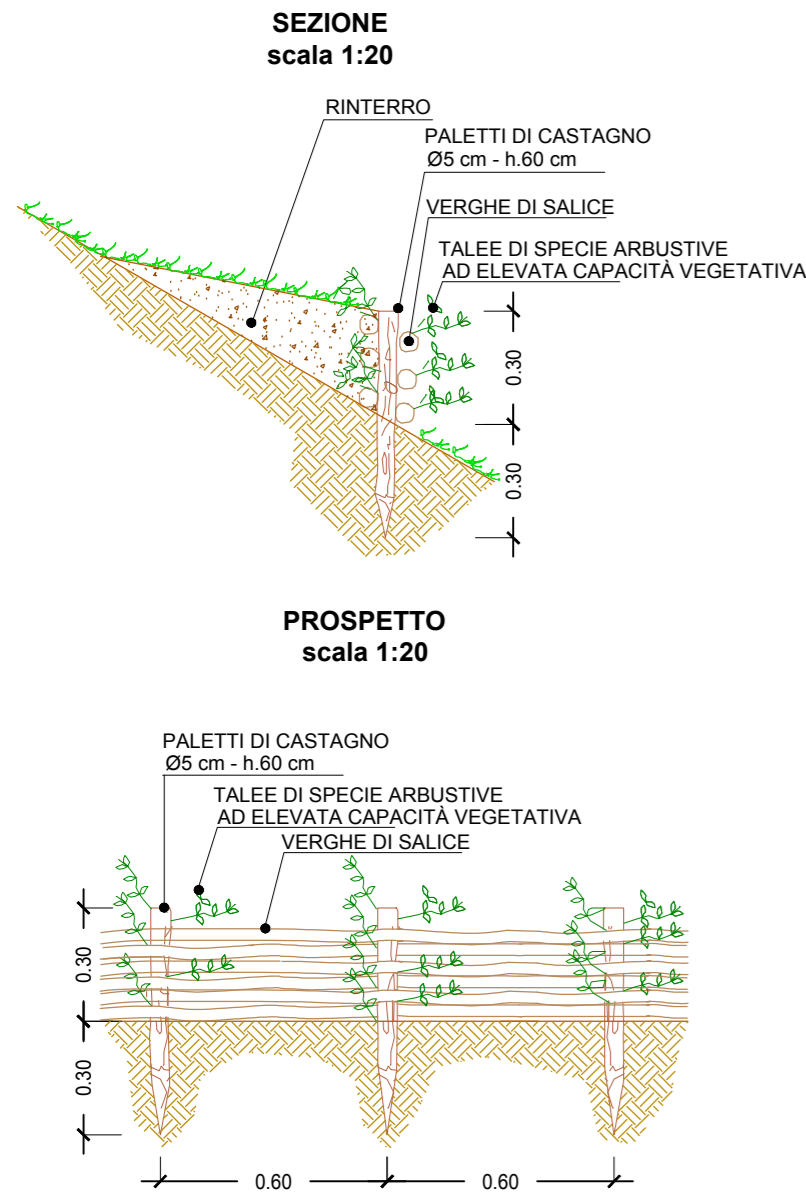 SEZIONE
scala 1:20
RINTERRO
PALETTI DI CASTAGNO
Ø5 cm - h.60 cm
VERGHE DI SALICE
TALEE DI SPECIE ARBUSTIVE
AD ELEVATA CAPACITÀ VEGETATIVA
0.30
0.30
PROSPETTO
scala 1:20
PALETTI DI CASTAGNO
Ø5 cm - h.60 cm
TALEE DI SPECIE ARBUSTIVE
AD ELEVATA CAPACITÀ VEGETATIVA
VERGHE DI SALICE
0.30
0.30
0.60
0.60